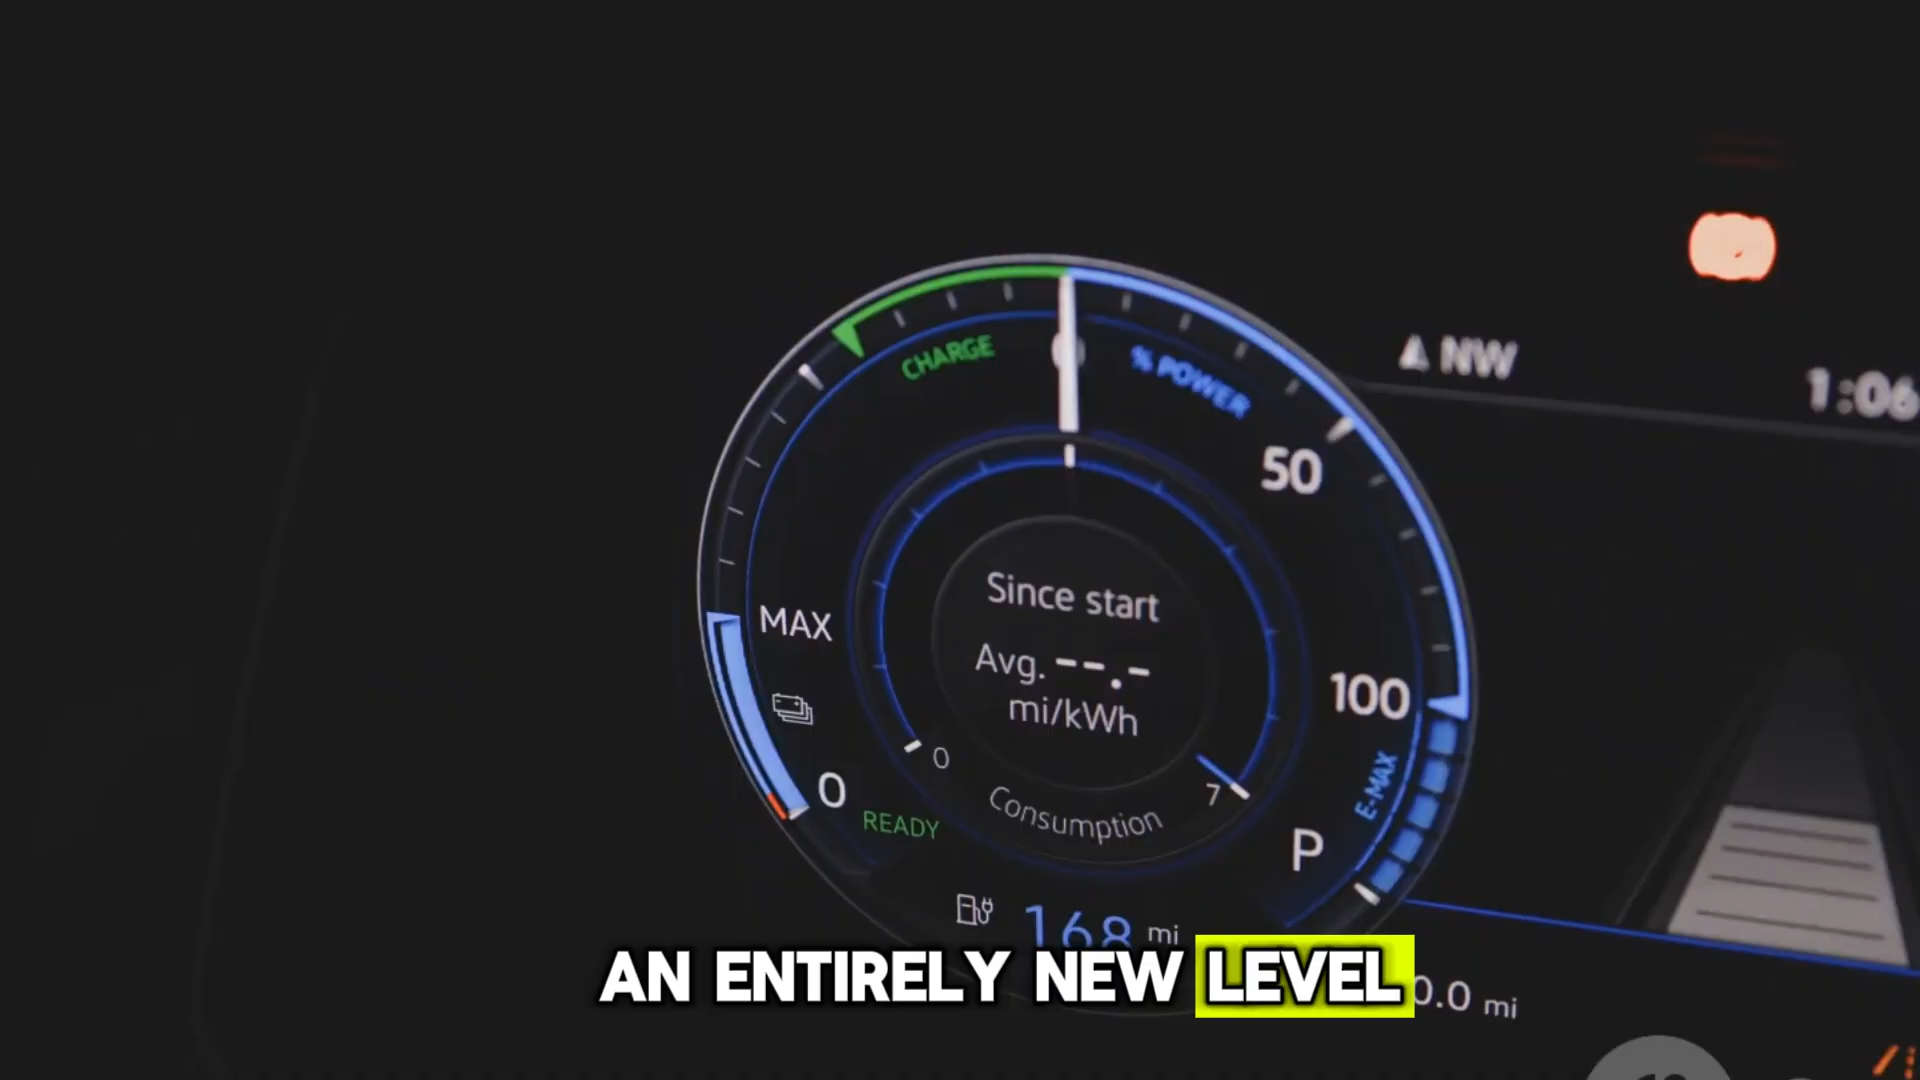 NW
1:06
CHARGE
% POWER
50
Since start
MAX
Avg. --.-
mi/kWh
100
0
7
E-MAX
0
READY
Consumption
P
168 mi
AN ENTIRELY NEW LEVEL
0.0 mi